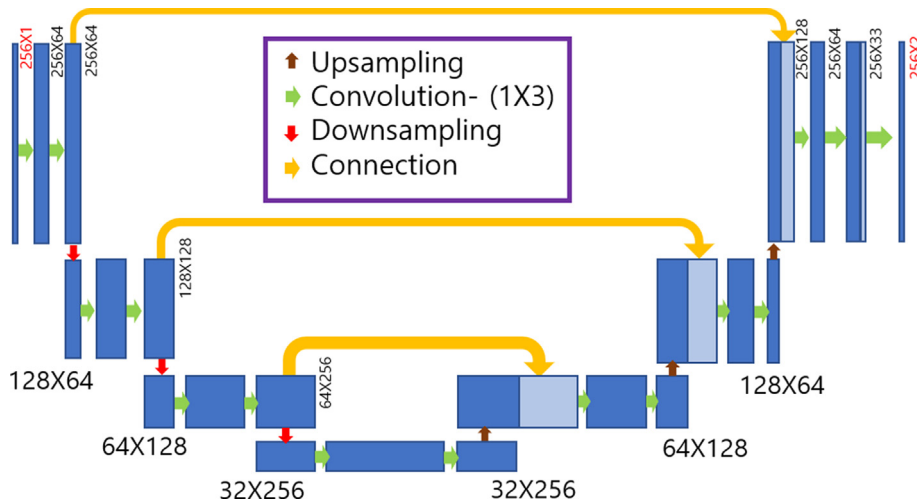 256X1
256X64
256X64
Upsampling
Convolution- (1X3)
Downsampling
Connection
256X128
256X64
256X33
256X2
128X128
128X64
64X256
64X128
32X256
32X256
64X128
128X64